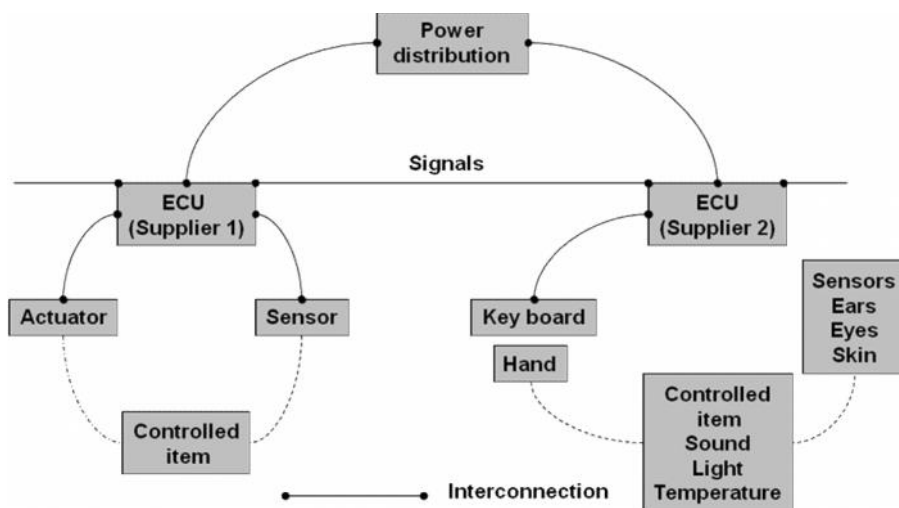 Power
distribution
Signals
ECU
(Supplier 1)
ECU
(Supplier 2)
Actuator
Sensor
Key board
Sensors
Ears
Eyes
Skin
Hand
Controlled
item
Controlled
item
Sound
Light
Temperature
Interconnection